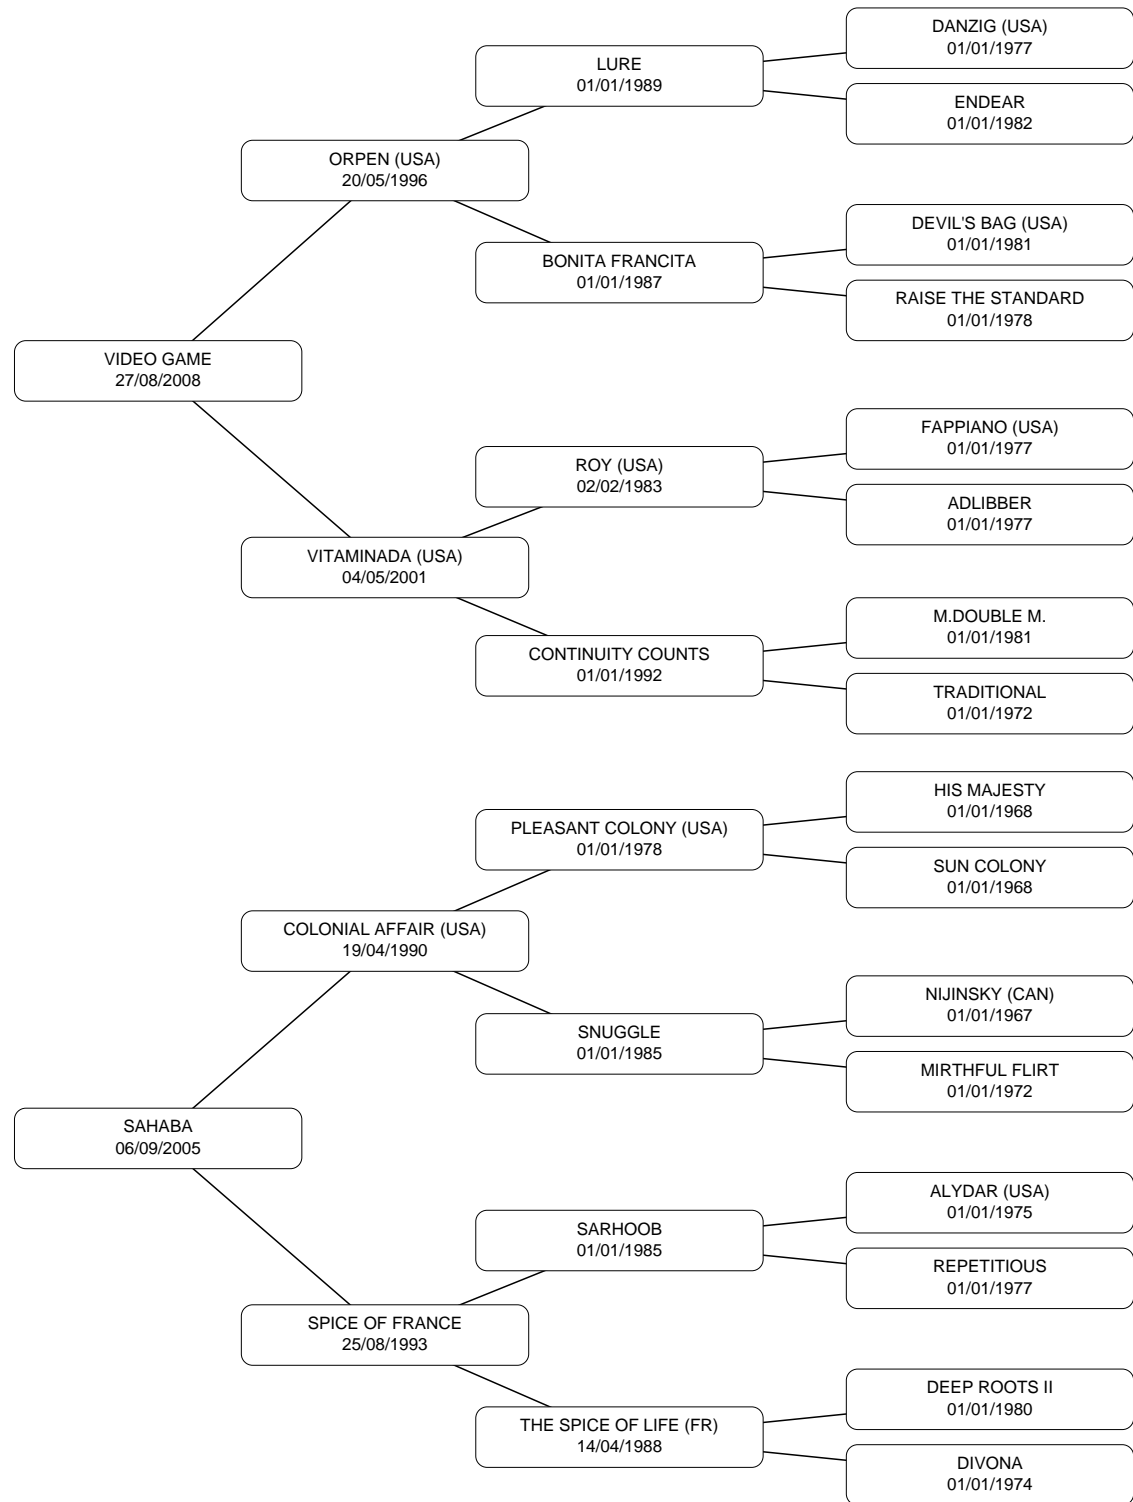 DANZIG (USA)
01/01/1977
LURE
01/01/1989
ENDEAR
01/01/1982
ORPEN (USA)
20/05/1996
DEVIL'S BAG (USA)
01/01/1981
BONITA FRANCITA
01/01/1987
RAISE THE STANDARD
01/01/1978
VIDEO GAME
27/08/2008
FAPPIANO (USA)
01/01/1977
ROY (USA)
02/02/1983
ADLIBBER
01/01/1977
VITAMINADA (USA)
04/05/2001
M.DOUBLE M.
01/01/1981
CONTINUITY COUNTS
01/01/1992
TRADITIONAL
01/01/1972
HIS MAJESTY
01/01/1968
PLEASANT COLONY (USA)
01/01/1978
SUN COLONY
01/01/1968
COLONIAL AFFAIR (USA)
19/04/1990
NIJINSKY (CAN)
01/01/1967
SNUGGLE
01/01/1985
MIRTHFUL FLIRT
01/01/1972
SAHABA
06/09/2005
ALYDAR (USA)
01/01/1975
SARHOOB
01/01/1985
REPETITIOUS
01/01/1977
SPICE OF FRANCE
25/08/1993
DEEP ROOTS II
01/01/1980
THE SPICE OF LIFE (FR)
14/04/1988
DIVONA
01/01/1974